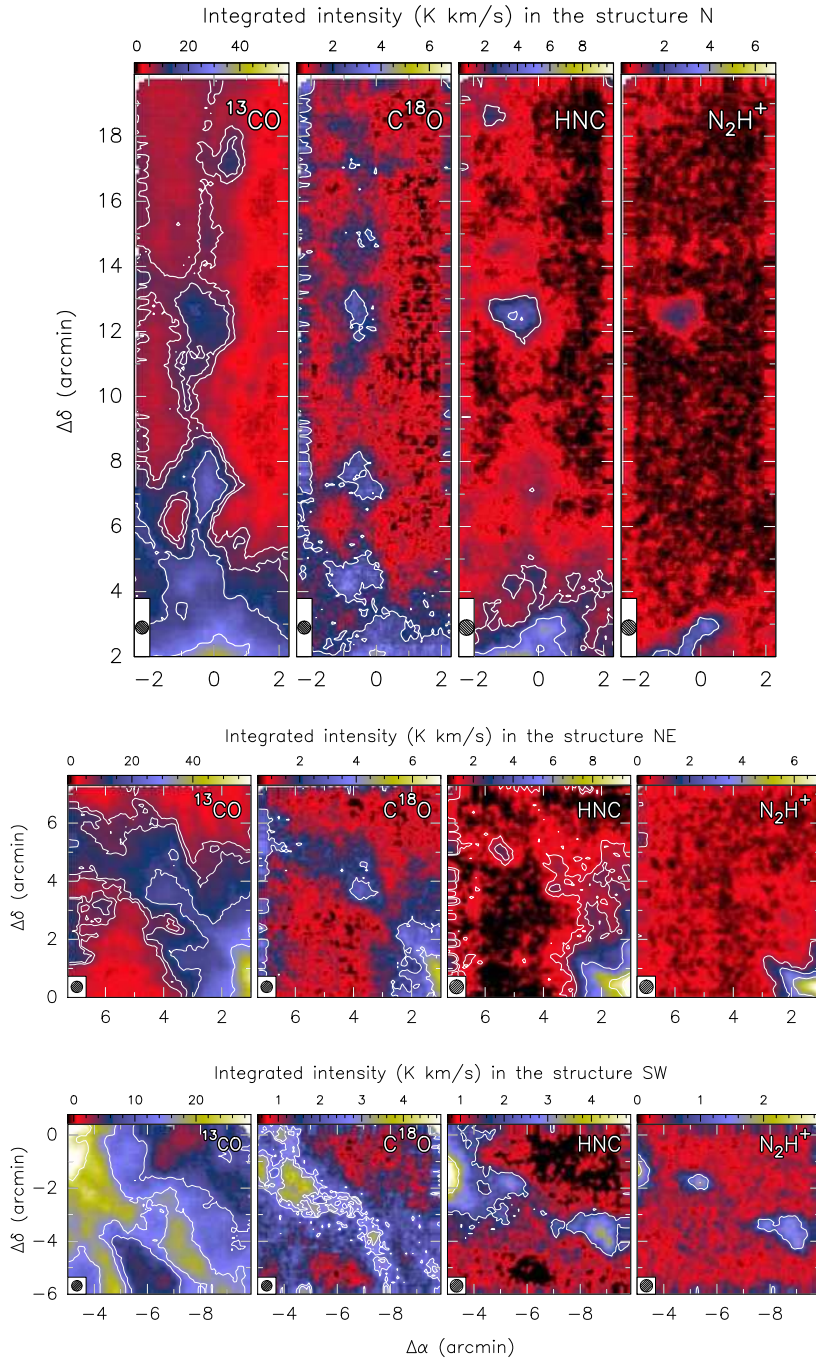 Integrated intensity (K km/s) in the structure N
0 20 40
0 2 4 6
2 4 6 8
2 4 6
¹³CO
C¹⁸O
HNC
N₂H⁺
18
16
14
12
10
8
6
4
2
Δδ (arcmin)
−2 0 2
−2 0 2
−2 0 2
−2 0 2
Integrated intensity (K km/s) in the structure NE
0 20 40
2 4 6
2 4 6 8
0 2 4 6
¹³CO
C¹⁸O
HNC
N₂H⁺
6
4
2
0
Δδ (arcmin)
6 4 2
6 4 2
6 4 2
6 4 2
Integrated intensity (K km/s) in the structure SW
0 10 20
1 2 3 4
1 2 3 4
0 1 2
¹³CO
C¹⁸O
HNC
N₂H⁺
0
−2
−4
−6
Δδ (arcmin)
−4 −6 −8
−4 −6 −8
−4 −6 −8
−4 −6 −8
Δα (arcmin)